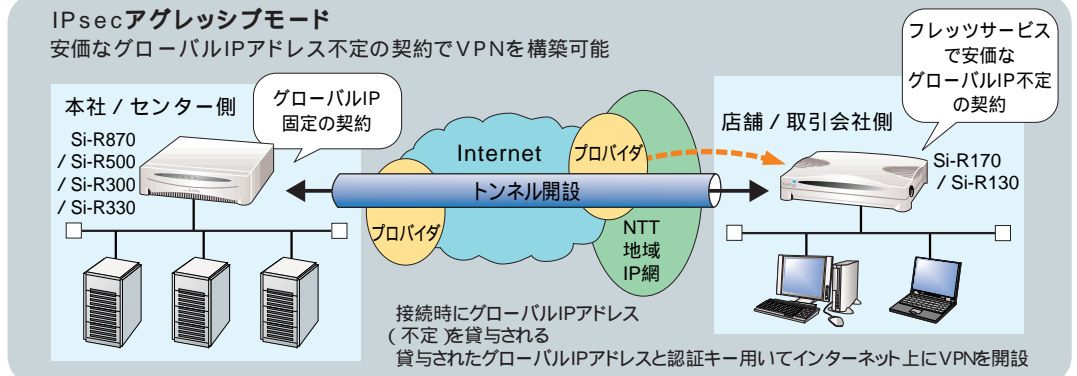 IPsecアグレッシブモード
安価なグローバルIPアドレス不定の契約でVPNを構築可能
本社 / センター側
グローバルIP
固定の契約
Si-R870
/ Si-R500
/ Si-R300
/ Si-R330
Internet
プロバイダ
トンネル開設
プロバイダ
NTT
地域
IP網
フレッツサービス
で安価な
グローバルIP不定
の契約
店舗 / 取引会社側
Si-R170
/ Si-R130
接続時にグローバルIPアドレス
(不定)を貸与される
貸与されたグローバルIPアドレスと認証キー用いてインターネット上にVPNを開設